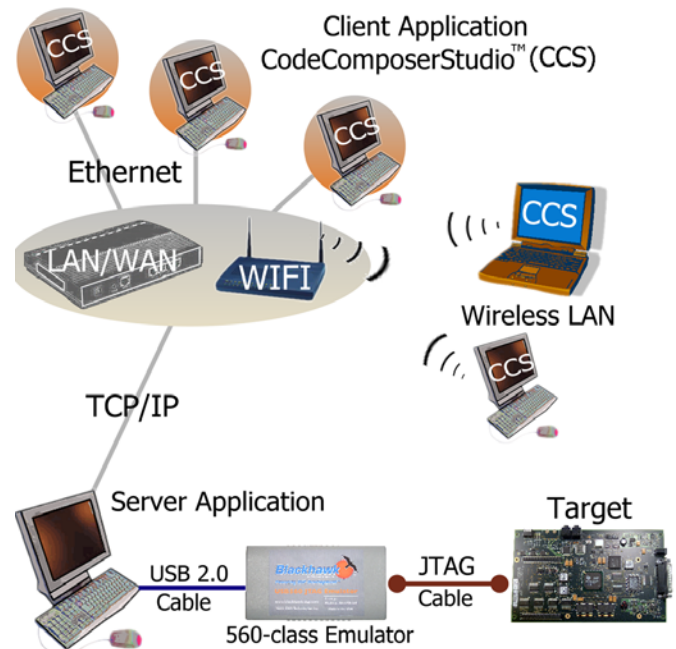 Client Application
CodeComposerStudio™ (CCS)
CCS
CCS
CCS
Ethernet
LAN/WAN
WIFI
CCS
Wireless LAN
CCS
TCP/IP
Server Application
Target
USB 2.0
Cable
Blackhawk
JTAG
Cable
560-class Emulator